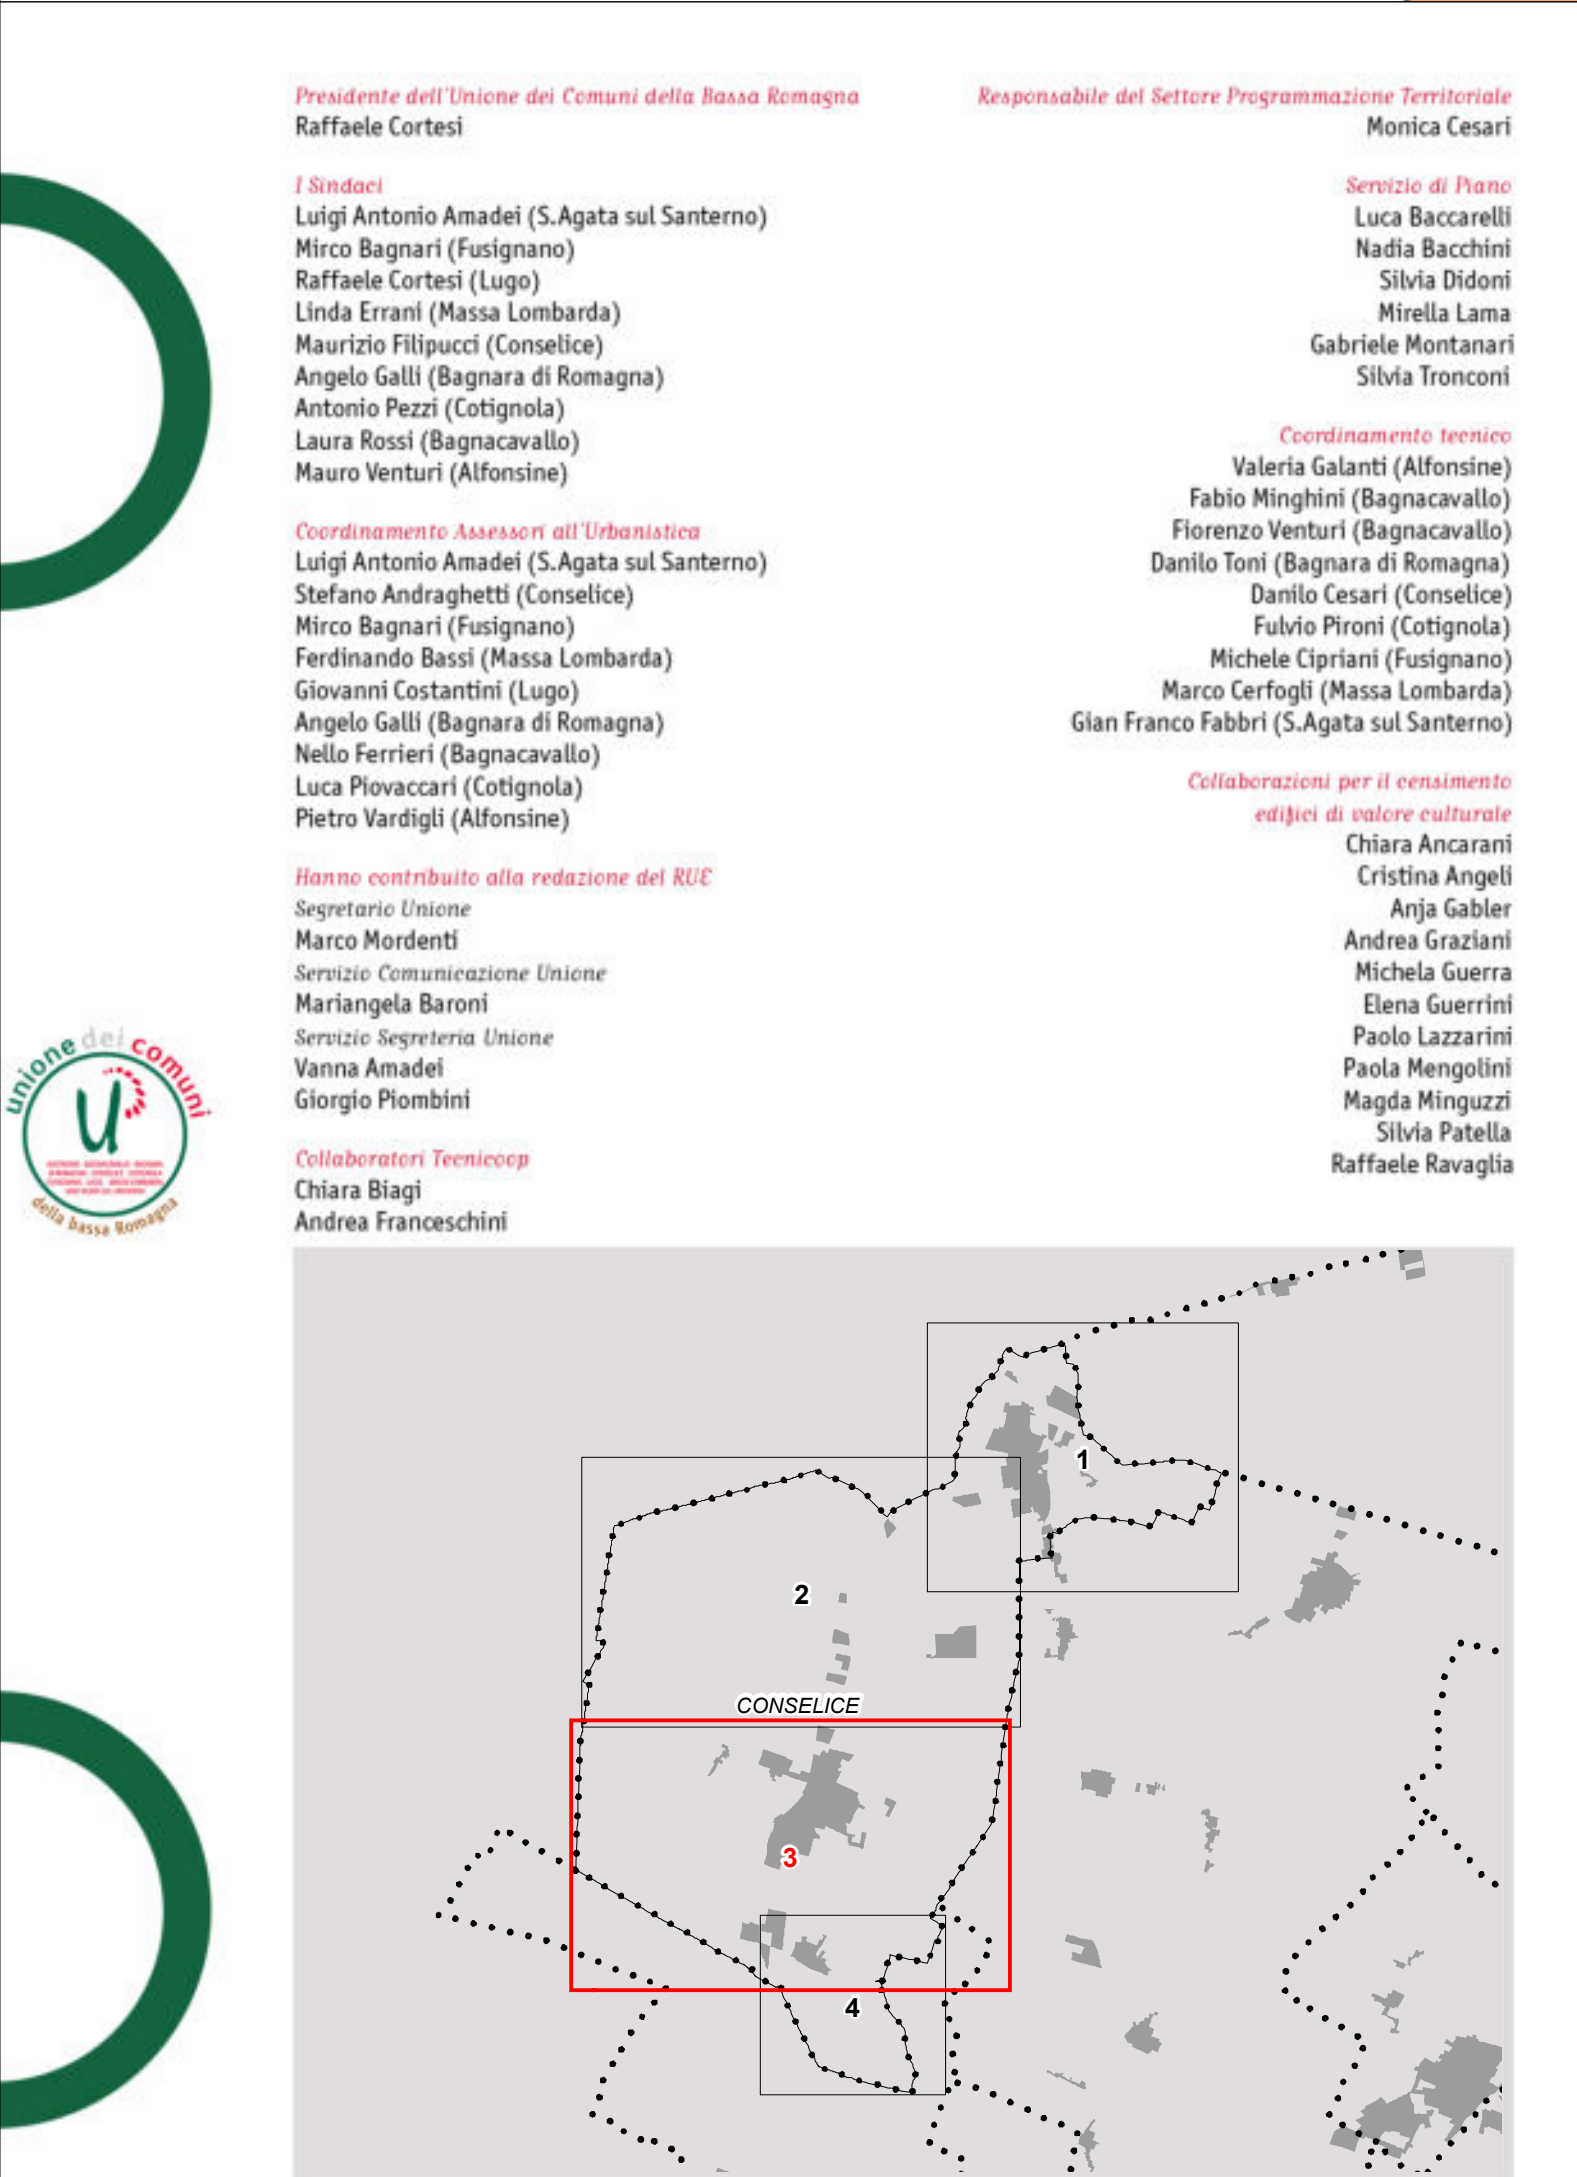 Presidente dell'Unione dei Comuni della Bassa Romagna
Raffaele Cortesi
I Sindaci
Luigi Antonio Amadei (S.Agata sul Santerno)
Mirco Bagnari (Fusignano)
Raffaele Cortesi (Lugo)
Linda Errani (Massa Lombarda)
Maurizio Filipucci (Conselice)
Angelo Galli (Bagnara di Romagna)
Antonio Pezzi (Cotignola)
Laura Rossi (Bagnacavallo)
Mauro Venturi (Alfonsine)
Coordinamento Assessori all'Urbanistica
Luigi Antonio Amadei (S.Agata sul Santerno)
Stefano Andraghetti (Conselice)
Mirco Bagnari (Fusignano)
Ferdinando Bassi (Massa Lombarda)
Giovanni Costantini (Lugo)
Angelo Galli (Bagnara di Romagna)
Nello Ferrieri (Bagnacavallo)
Luca Piovaccari (Cotignola)
Pietro Vardigli (Alfonsine)
Hanno contribuito alla redazione del RUE
Segretario Unione
Marco Mordenti
Servizio Comunicazione Unione
Mariangela Baroni
Servizio Segreteria Unione
Vanna Amadei
Giorgio Piombini
Collaboratori Tecnicoop
Chiara Biagi
Andrea Franceschini
Responsabile del Settore Programmazione Territoriale
Monica Cesari
Servizio di Piano
Luca Baccarelli
Nadia Bacchini
Silvia Didoni
Mirella Lama
Gabriele Montanari
Silvia Tronconi
Coordinamento tecnico
Valeria Galanti (Alfonsine)
Fabio Minghini (Bagnacavallo)
Fiorenzo Venturi (Bagnacavallo)
Danilo Toni (Bagnara di Romagna)
Danilo Cesari (Conselice)
Fulvio Pironi (Cotignola)
Michele Cipriani (Fusignano)
Marco Cerfogli (Massa Lombarda)
Gian Franco Fabbri (S.Agata sul Santerno)
Collaborazioni per il censimento
edifici di valore culturale
Chiara Ancarani
Cristina Angeli
Anja Gabler
Andrea Graziani
Michela Guerra
Elena Guerrini
Paolo Lazzarini
Paola Mengolini
Magda Minguzzi
Silvia Patella
Raffaele Ravaglia
unione dei comuni
della bassa Romagna
1
2
CONSELICE
3
4